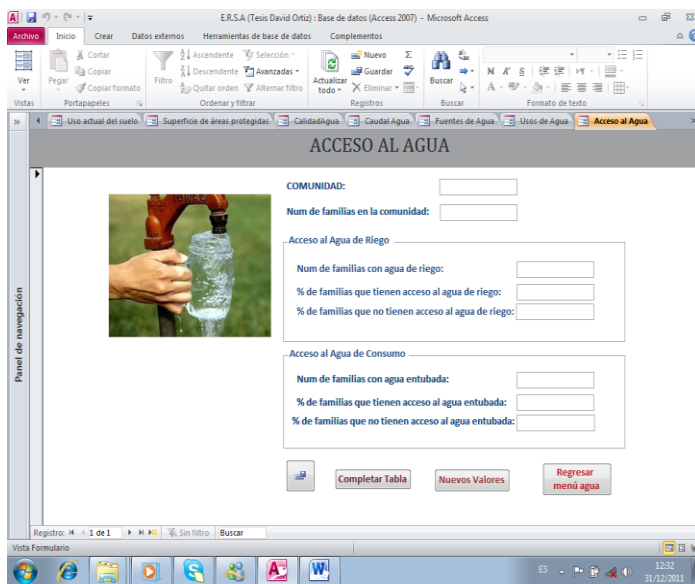 E.R.S.A (Tesis David Ortiz) : Base de datos (Access 2007) - Microsoft Access
Archivo Inicio Crear Datos externos Herramientas de base de datos Complementos
Ver
Pegar
Cortar
Copiar
Copiar formato
Filtro
Ascendente
Descendente
Quitar orden
Selección
Avanzadas
Alternar filtro
Actualizar todo
Nuevo
Guardar
Eliminar
Buscar
N K S
Vistas Portapapeles Ordenar y filtrar Registros Buscar Formato de texto
Uso actual del suelo Superficie de áreas protegidas CalidadAgua Caudal Agua Fuentes de Agua Usos de Agua Acceso al Agua
ACCESO AL AGUA
Panel de navegación
COMUNIDAD:
Num de familias en la comunidad:
Acceso al Agua de Riego
Num de familias con agua de riego:
% de familias que tienen acceso al agua de riego:
% de familias que no tienen acceso al agua de riego:
Acceso al Agua de Consumo
Num de familias con agua entubada:
% de familias que tienen acceso al agua entubada:
% de familias que no tienen acceso al agua entubada:
Completar Tabla
Nuevos Valores
Regresar
menú agua
Registro: 1 de 1 Sin filtro Buscar
Vista Formulario
ES
12:32
31/12/2011